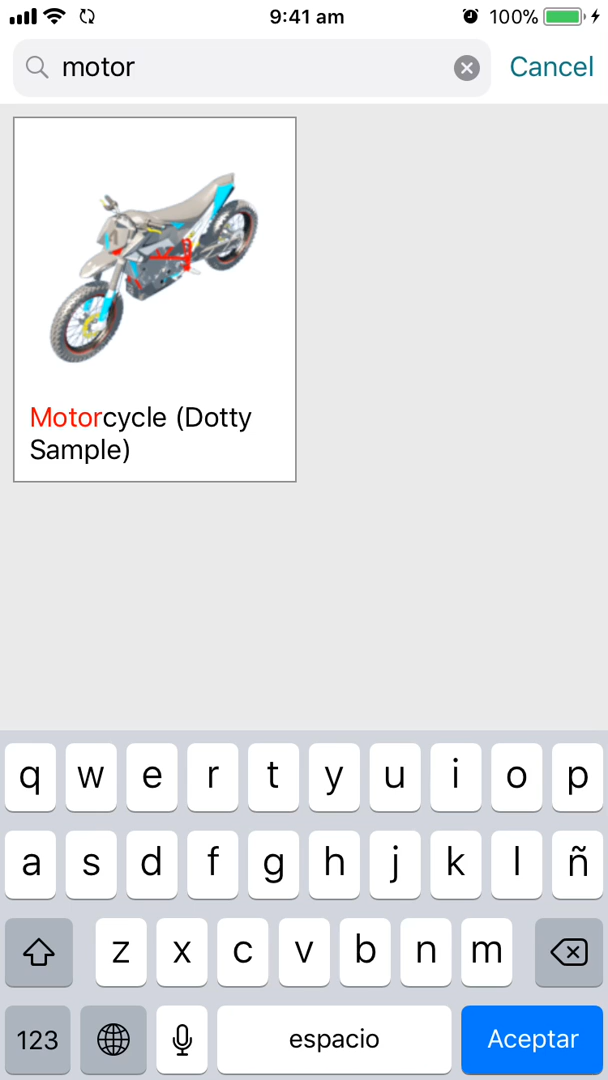 9:41 am 100%
motor Cancel
Motorcycle (Dotty
Sample)
q w e r t y u i o p
a s d f g h j k l ñ
z x c v b n m
123 espacio Aceptar